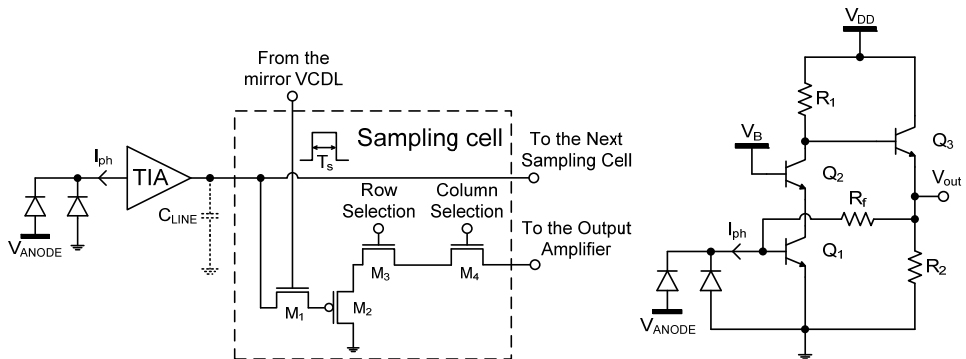 From the
mirror VCDL
Sampling cell
T_s
To the Next
Sampling Cell
I_ph
TIA
C_LINE
Row
Selection
Column
Selection
To the Output
Amplifier
V_ANODE
M_1
M_2
M_3
M_4
V_DD
R_1
V_B
Q_2
Q_3
V_out
R_f
I_ph
Q_1
R_2
V_ANODE